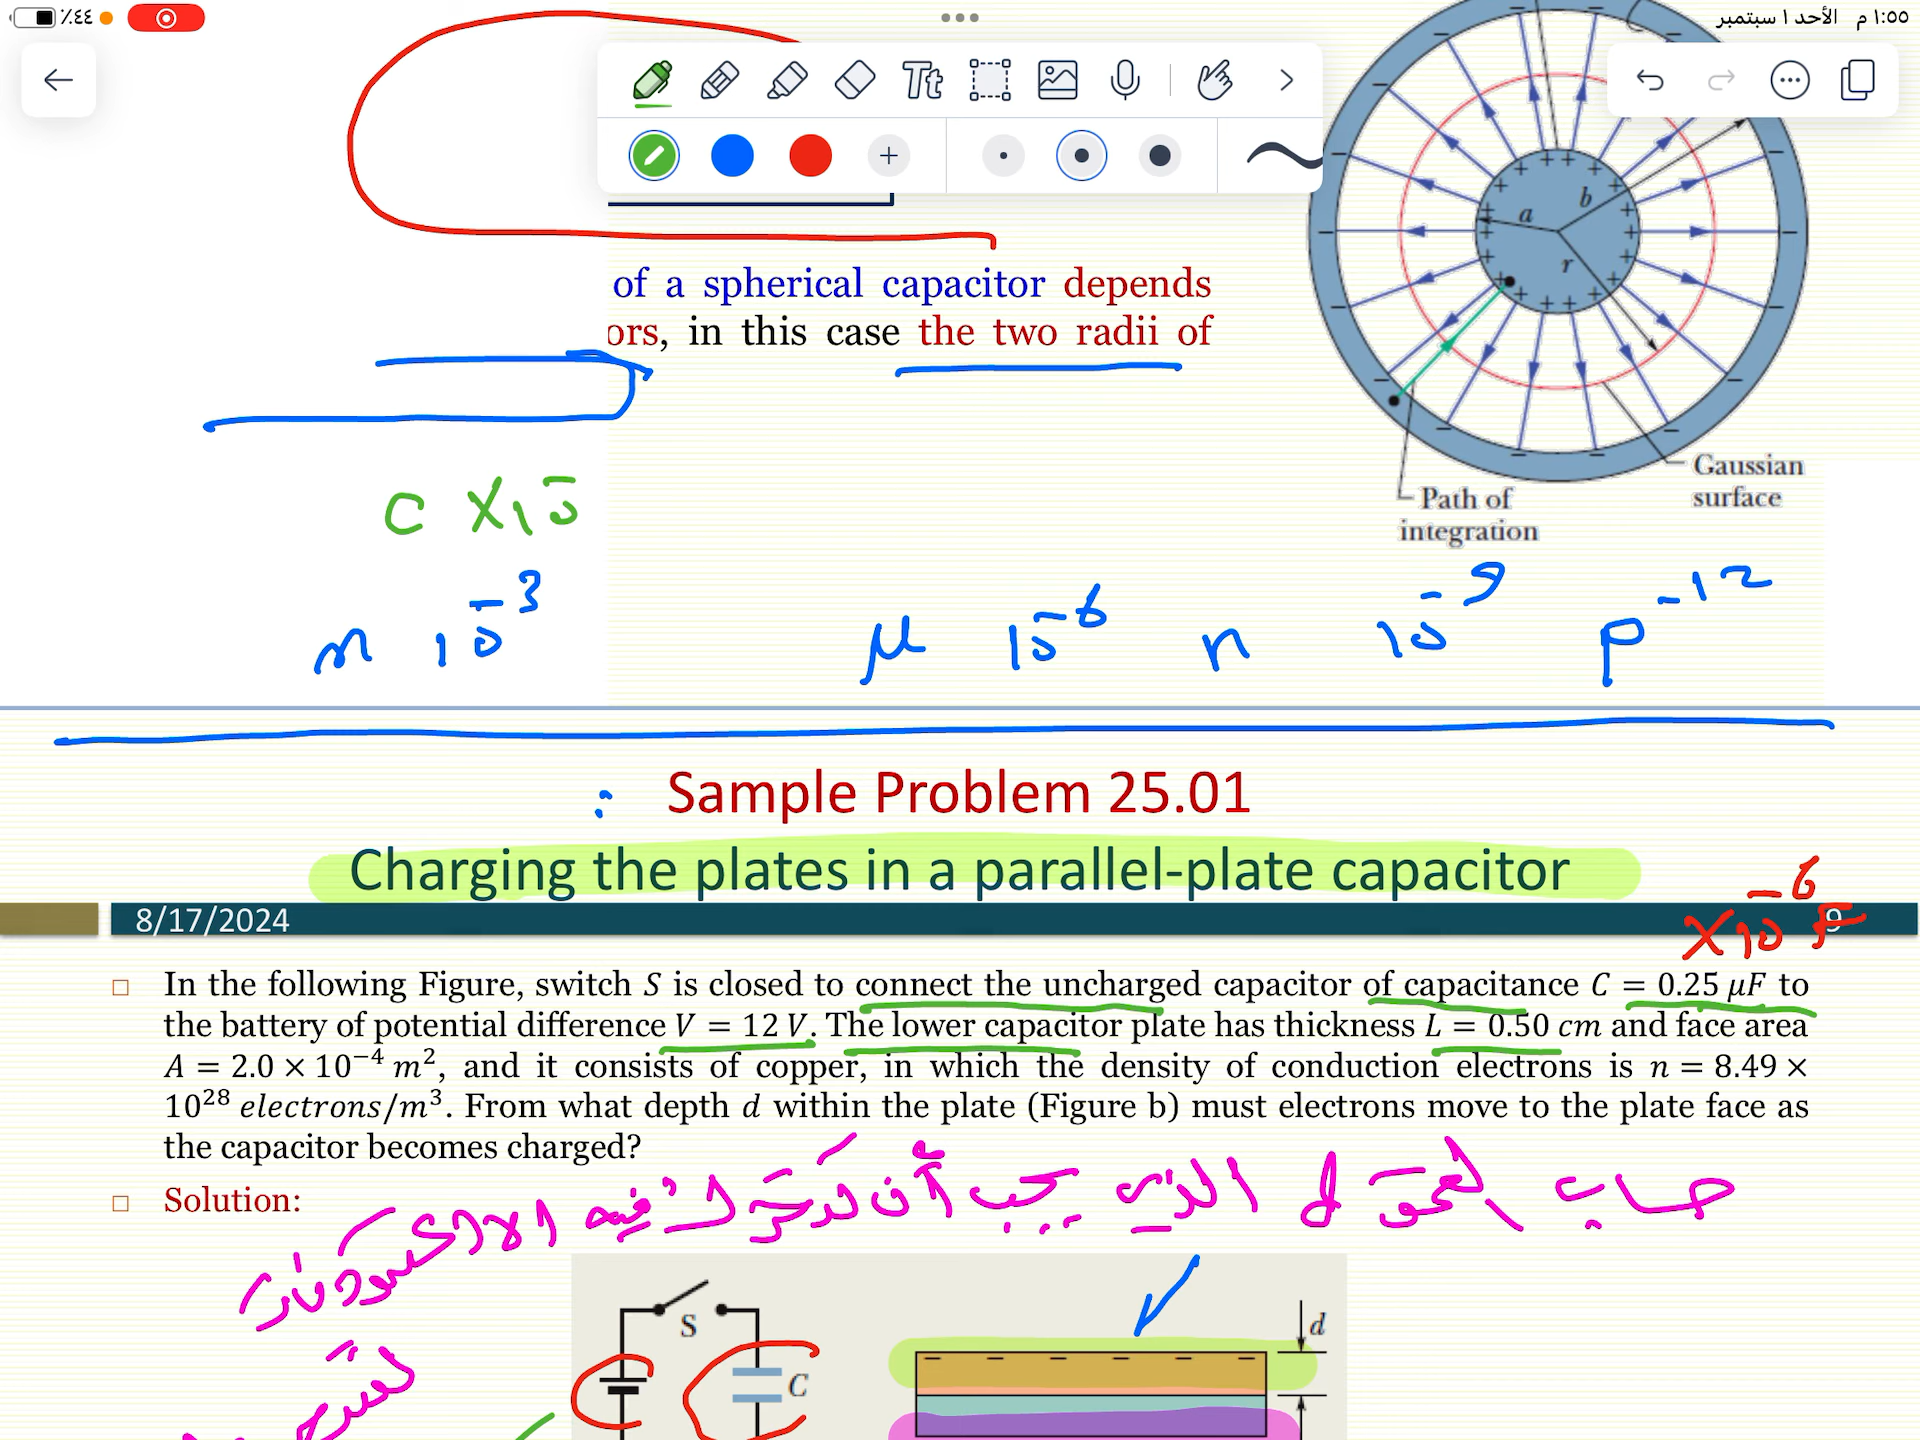 ٪٤٤
١:٥٥ م الأحد ١ سبتمبر
Tt
of a spherical capacitor depends
ors, in this case the two radii of
a
b
r
Path of
integration
Gaussian
surface
C X10⁻
m 10⁻³ μ 10⁻⁶ n 10⁻⁹ p ⁻¹²
Sample Problem 25.01
Charging the plates in a parallel-plate capacitor
8/17/2024
9
X10⁻⁶ F
In the following Figure, switch S is closed to connect the uncharged capacitor of capacitance C = 0.25 μF to
the battery of potential difference V = 12 V. The lower capacitor plate has thickness L = 0.50 cm and face area
A = 2.0 × 10⁻⁴ m², and it consists of copper, in which the density of conduction electrons is n = 8.49 ×
10²⁸ electrons/m³. From what depth d within the plate (Figure b) must electrons move to the plate face as
the capacitor becomes charged?
Solution:
حساب العمق d الذي يجب أن تتحرك فيه الالكترونات
S
C
d